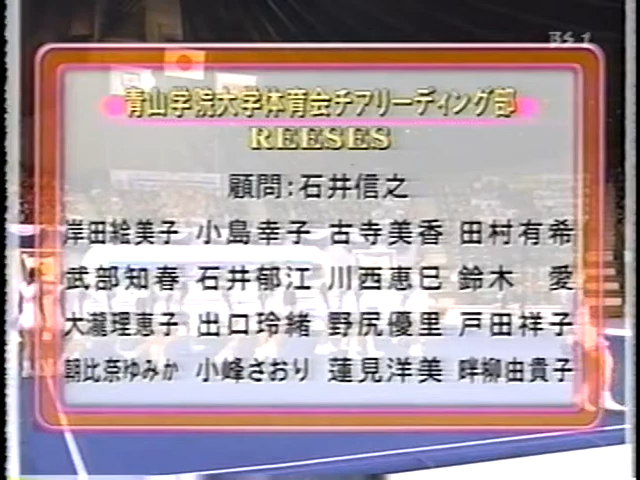 BS1
青山学院大学体育会チアリーディング部
REESES
顧問：石井信之
岸田絵美子 小島幸子 古寺美香 田村有希
武部知春 石井郁江 川西恵巳 鈴木 愛
大瀧理恵子 出口玲緒 野尻優里 戸田祥子
朝比奈ゆみか 小峰さおり 蓮見洋美 畔柳由貴子